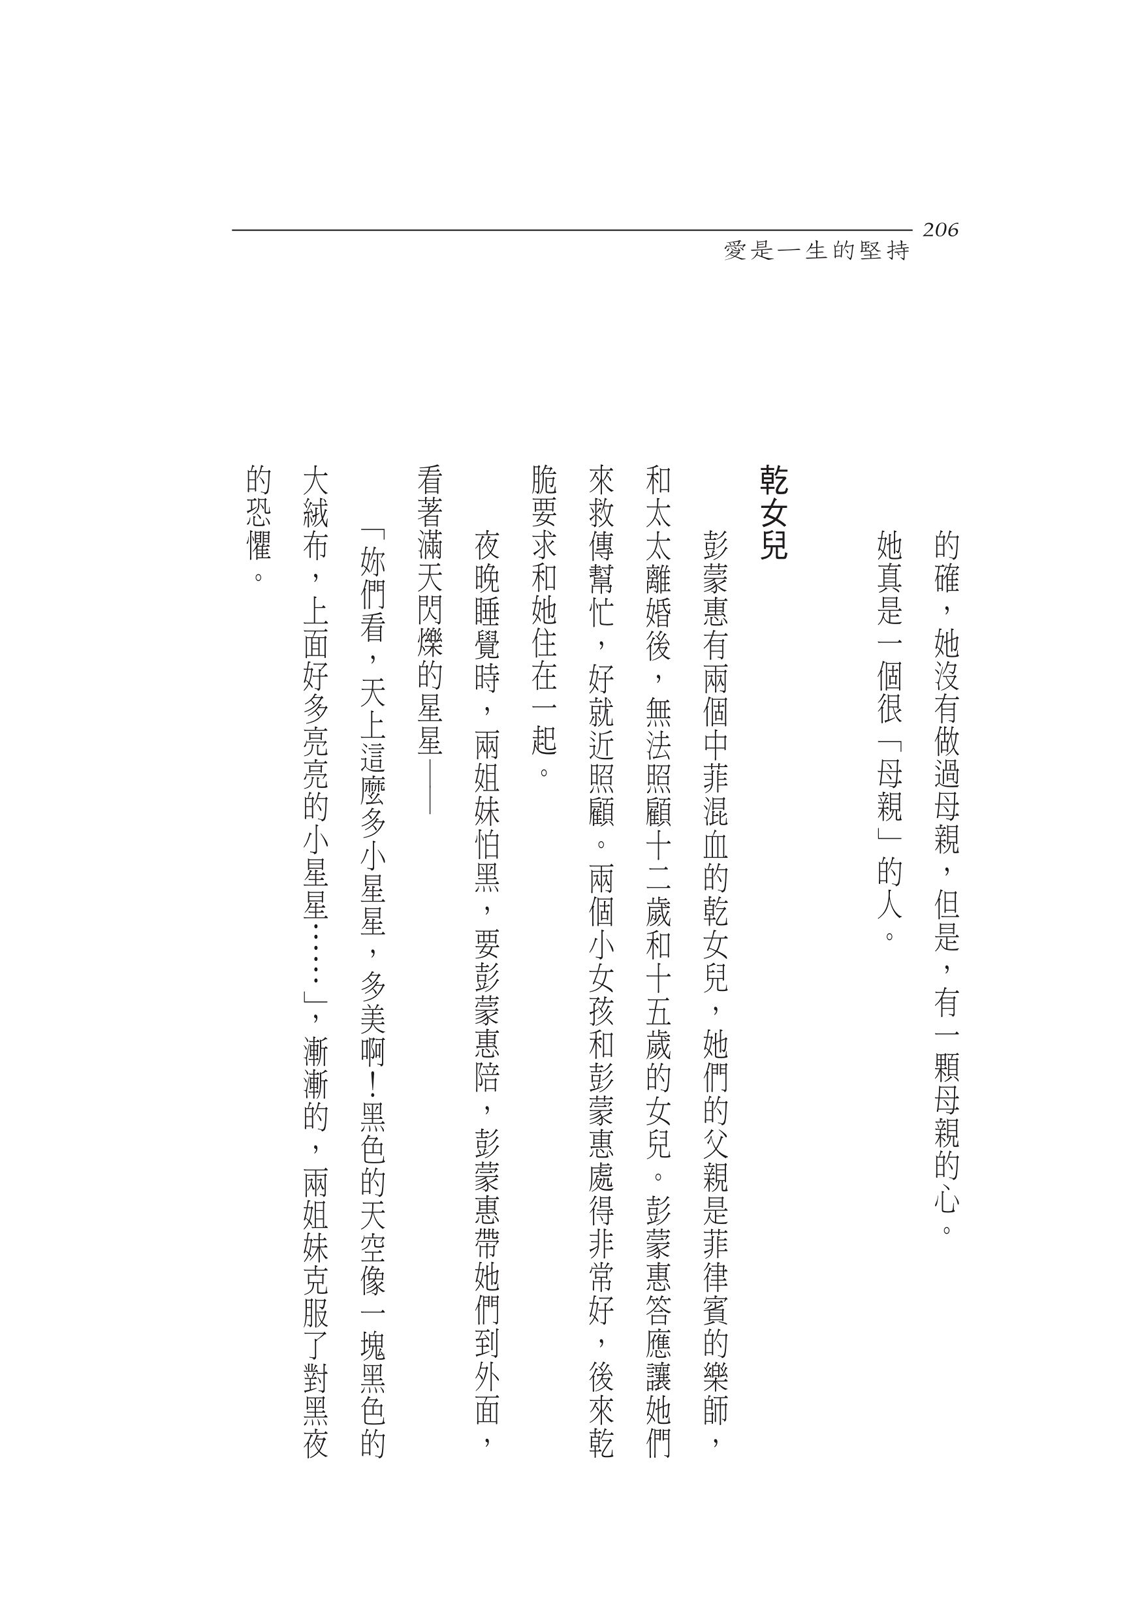 206
愛是一生的堅持
的確，她沒有做過母親，但是，有一顆母親的心。
她真是一個很「母親」的人。
乾女兒
彭蒙惠有兩個中菲混血的乾女兒，她們的父親是菲律賓的樂師，
和太太離婚後，無法照顧十二歲和十五歲的女兒。彭蒙惠答應讓她們
來救傳幫忙，好就近照顧。兩個小女孩和彭蒙惠處得非常好，後來乾
脆要求和她住在一起。
夜晚睡覺時，兩姐妹怕黑，要彭蒙惠陪，彭蒙惠帶她們到外面，
看著滿天閃爍的星星——
「妳們看，天上這麼多小星星，多美啊！黑色的天空像一塊黑色的
大絨布，上面好多亮亮的小星星……」，漸漸的，兩姐妹克服了對黑夜
的恐懼。